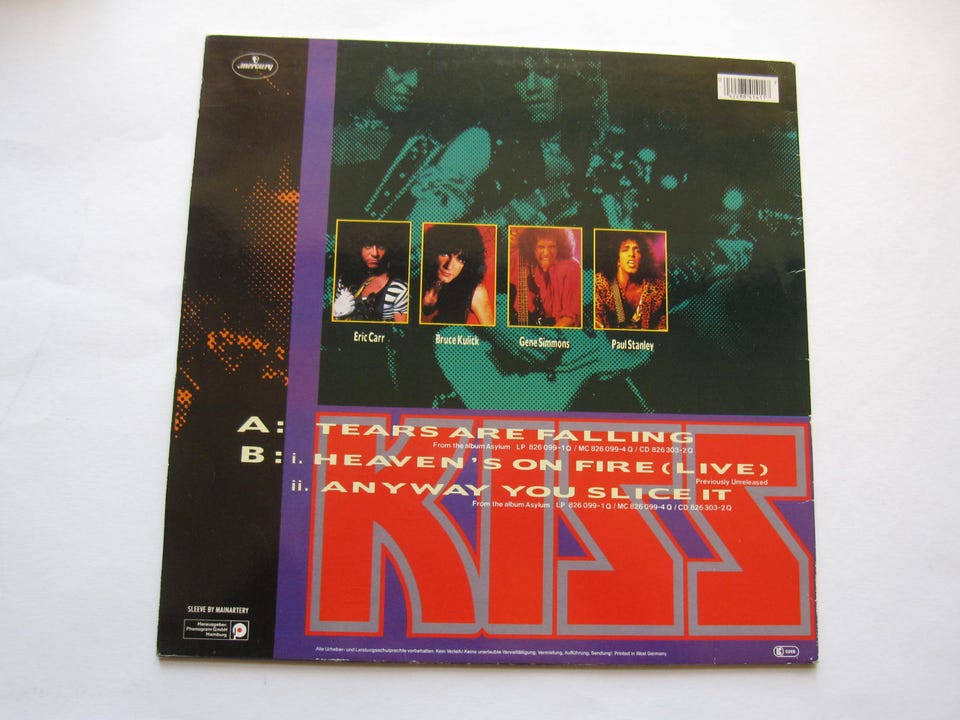 mercury
Eric Carr
Bruce Kulick
Gene Simmons
Paul Stanley
KISS
A: TEARS ARE FALLING
From the album Asylum LP 826 099-1 Q / MC 826 099-4 Q / CD 826 303-2 Q
B: i. HEAVEN'S ON FIRE (LIVE)
Previously Unreleased
ii. ANYWAY YOU SLICE IT
From the album Asylum LP 826 099-1 Q / MC 826 099-4 Q / CD 826 303-2 Q
SLEEVE BY MAINARTERY
Herausgeber:
Phonogram GmbH
Hamburg
Alle Urheber- und Leistungsschutzrechte vorbehalten. Kein Verleih! Keine unerlaubte Vervielfältigung, Vermietung, Aufführung, Sendung! Printed in West Germany